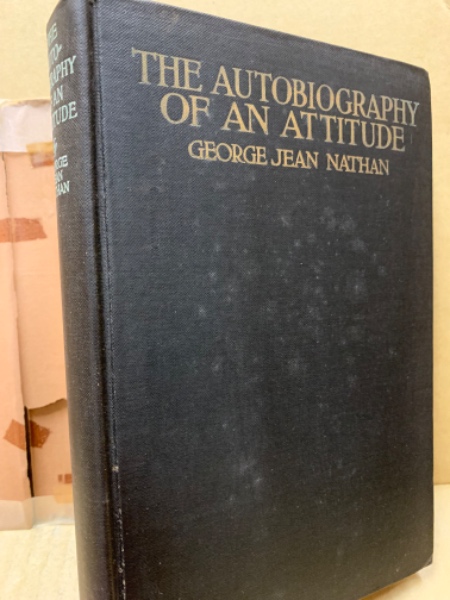 THE AUTOBIOGRAPHY
OF AN ATTITUDE
GEORGE JEAN NATHAN